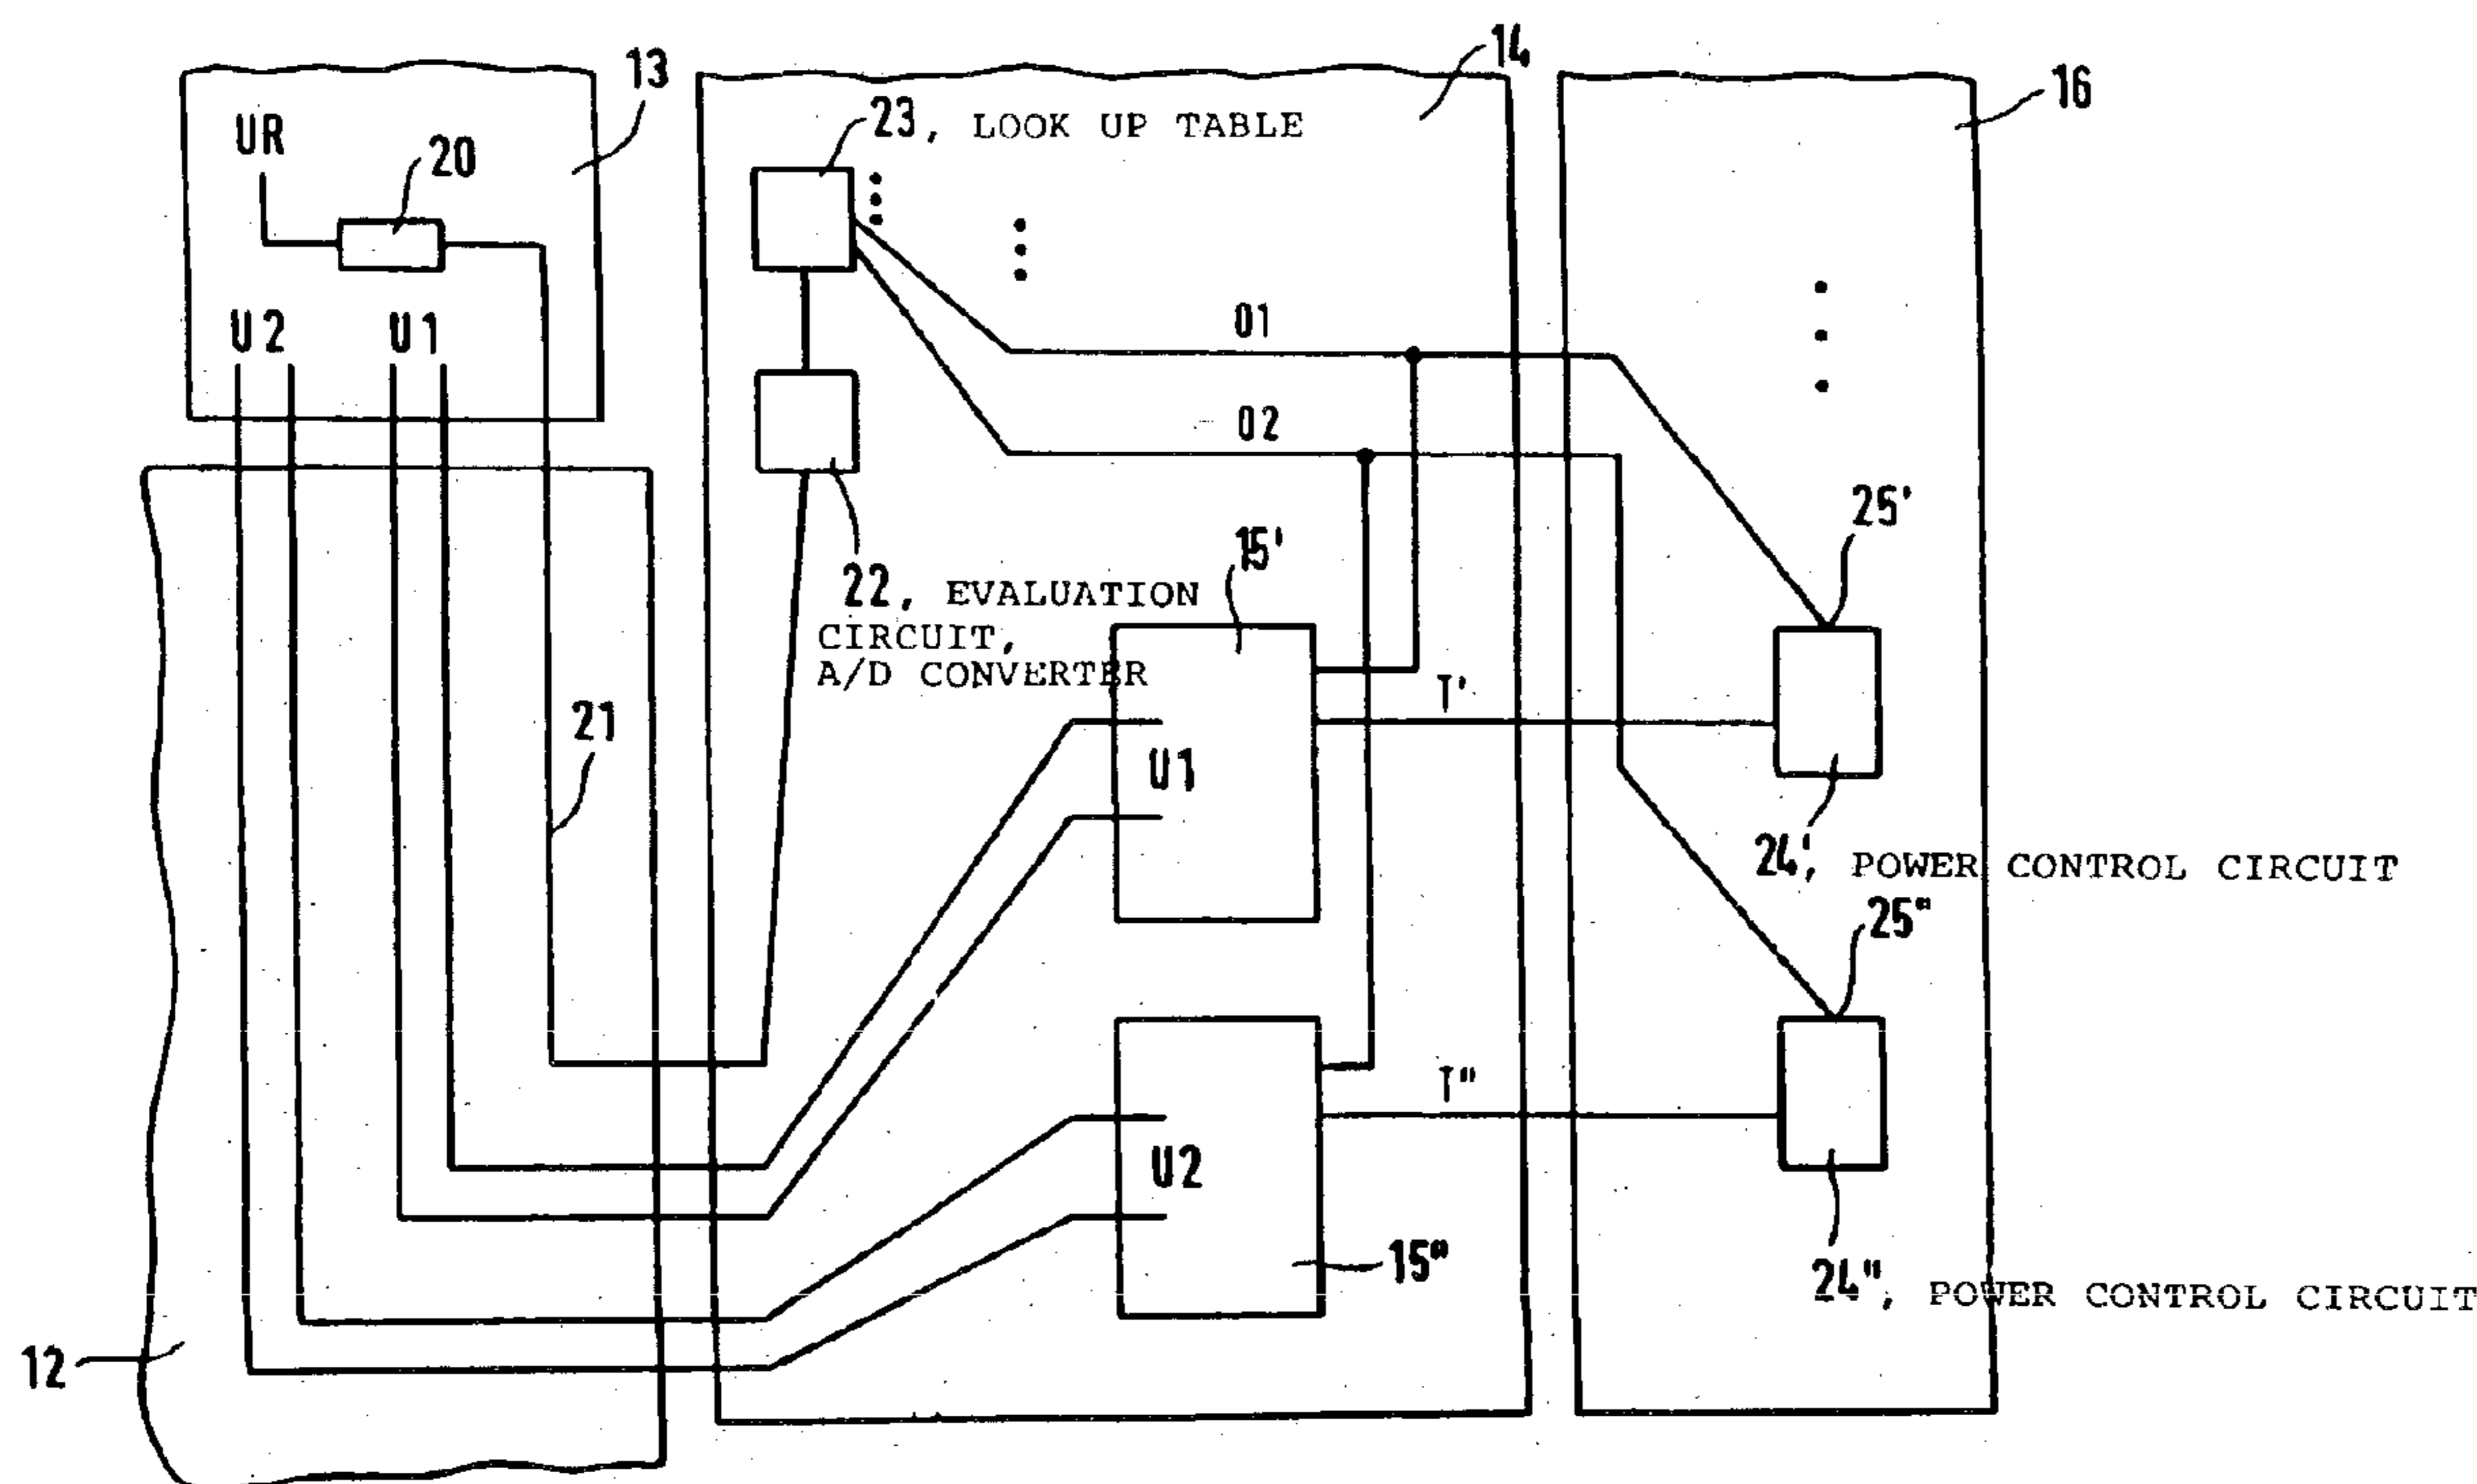 13
14
16
UR
20
23, LOOK UP TABLE
U2
U1
01
02
25'
15'
22, EVALUATION
CIRCUIT,
A/D CONVERTER
21
T'
U1
24', POWER CONTROL CIRCUIT
25"
T"
U2
15"
24", POWER CONTROL CIRCUIT
12